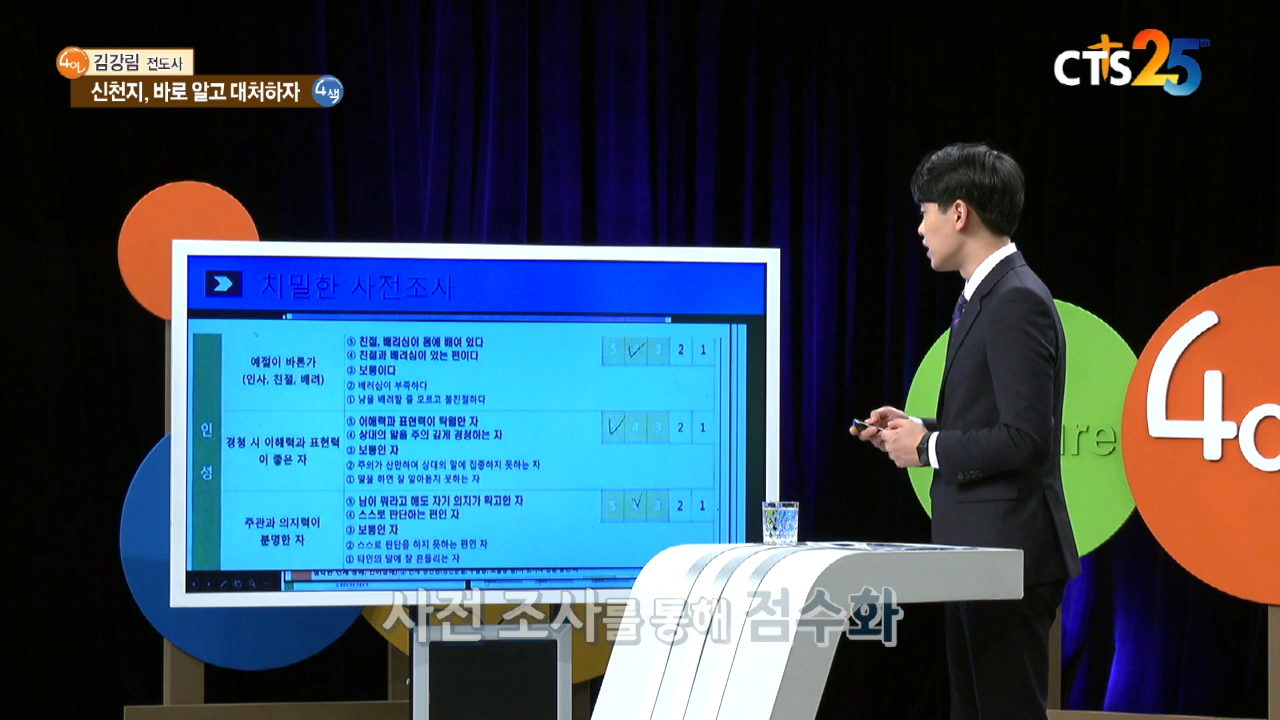 4인 김강림 전도사
신천지, 바로 알고 대처하자 4색
CTS25th
치밀한 사전조사
인성
예절이 바른가
(인사, 친절, 배려)
⑤ 친절, 배려심이 몸에 배여 있다
④ 친절과 배려심이 있는 편이다
③ 보통이다
② 배려심이 부족하다
① 남을 배려할 줄 모르고 불친절하다
5 3 2 1
경청 시 이해력과 표현력
이 좋은 자
⑤ 이해력과 표현력이 탁월한 자
④ 상대의 말을 주의 깊게 경청하는 자
③ 보통인 자
② 주의가 산만하며 상대의 말에 집중하지 못하는 자
① 말을 하면 잘 알아듣지 못하는 자
4 3 2 1
주관과 의지력이
분명한 자
⑤ 남이 뭐라고 해도 자기 의지가 확고한 자
④ 스스로 판단하는 편인 자
③ 보통인 자
② 스스로 판단을 하지 못하는 편인 자
① 타인의 말에 잘 흔들리는 자
5 3 2 1
사전 조사를 통해 점수화
ure
4인